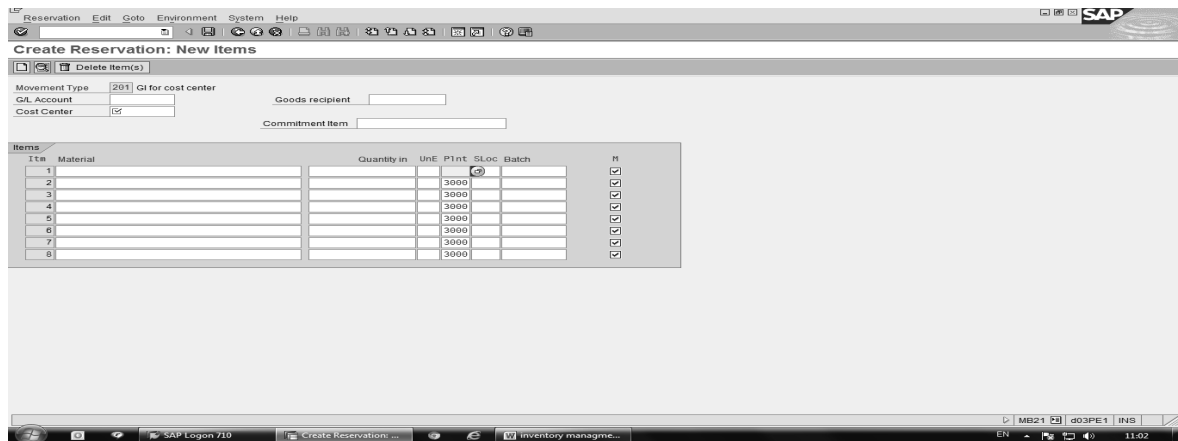 Reservation Edit Goto Environment System Help
SAP
Create Reservation: New Items
Delete Item(s)
Movement Type 201 GI for cost center
G/L Account Goods recipient
Cost Center
Commitment Item
Items
Itm Material Quantity in UnE Plnt SLoc Batch M
1
2 3000
3 3000
4 3000
5 3000
6 3000
7 3000
8 3000
MB21 d03PE1 INS
SAP Logon 710 Create Reservation: ... inventory managme... EN 11:02